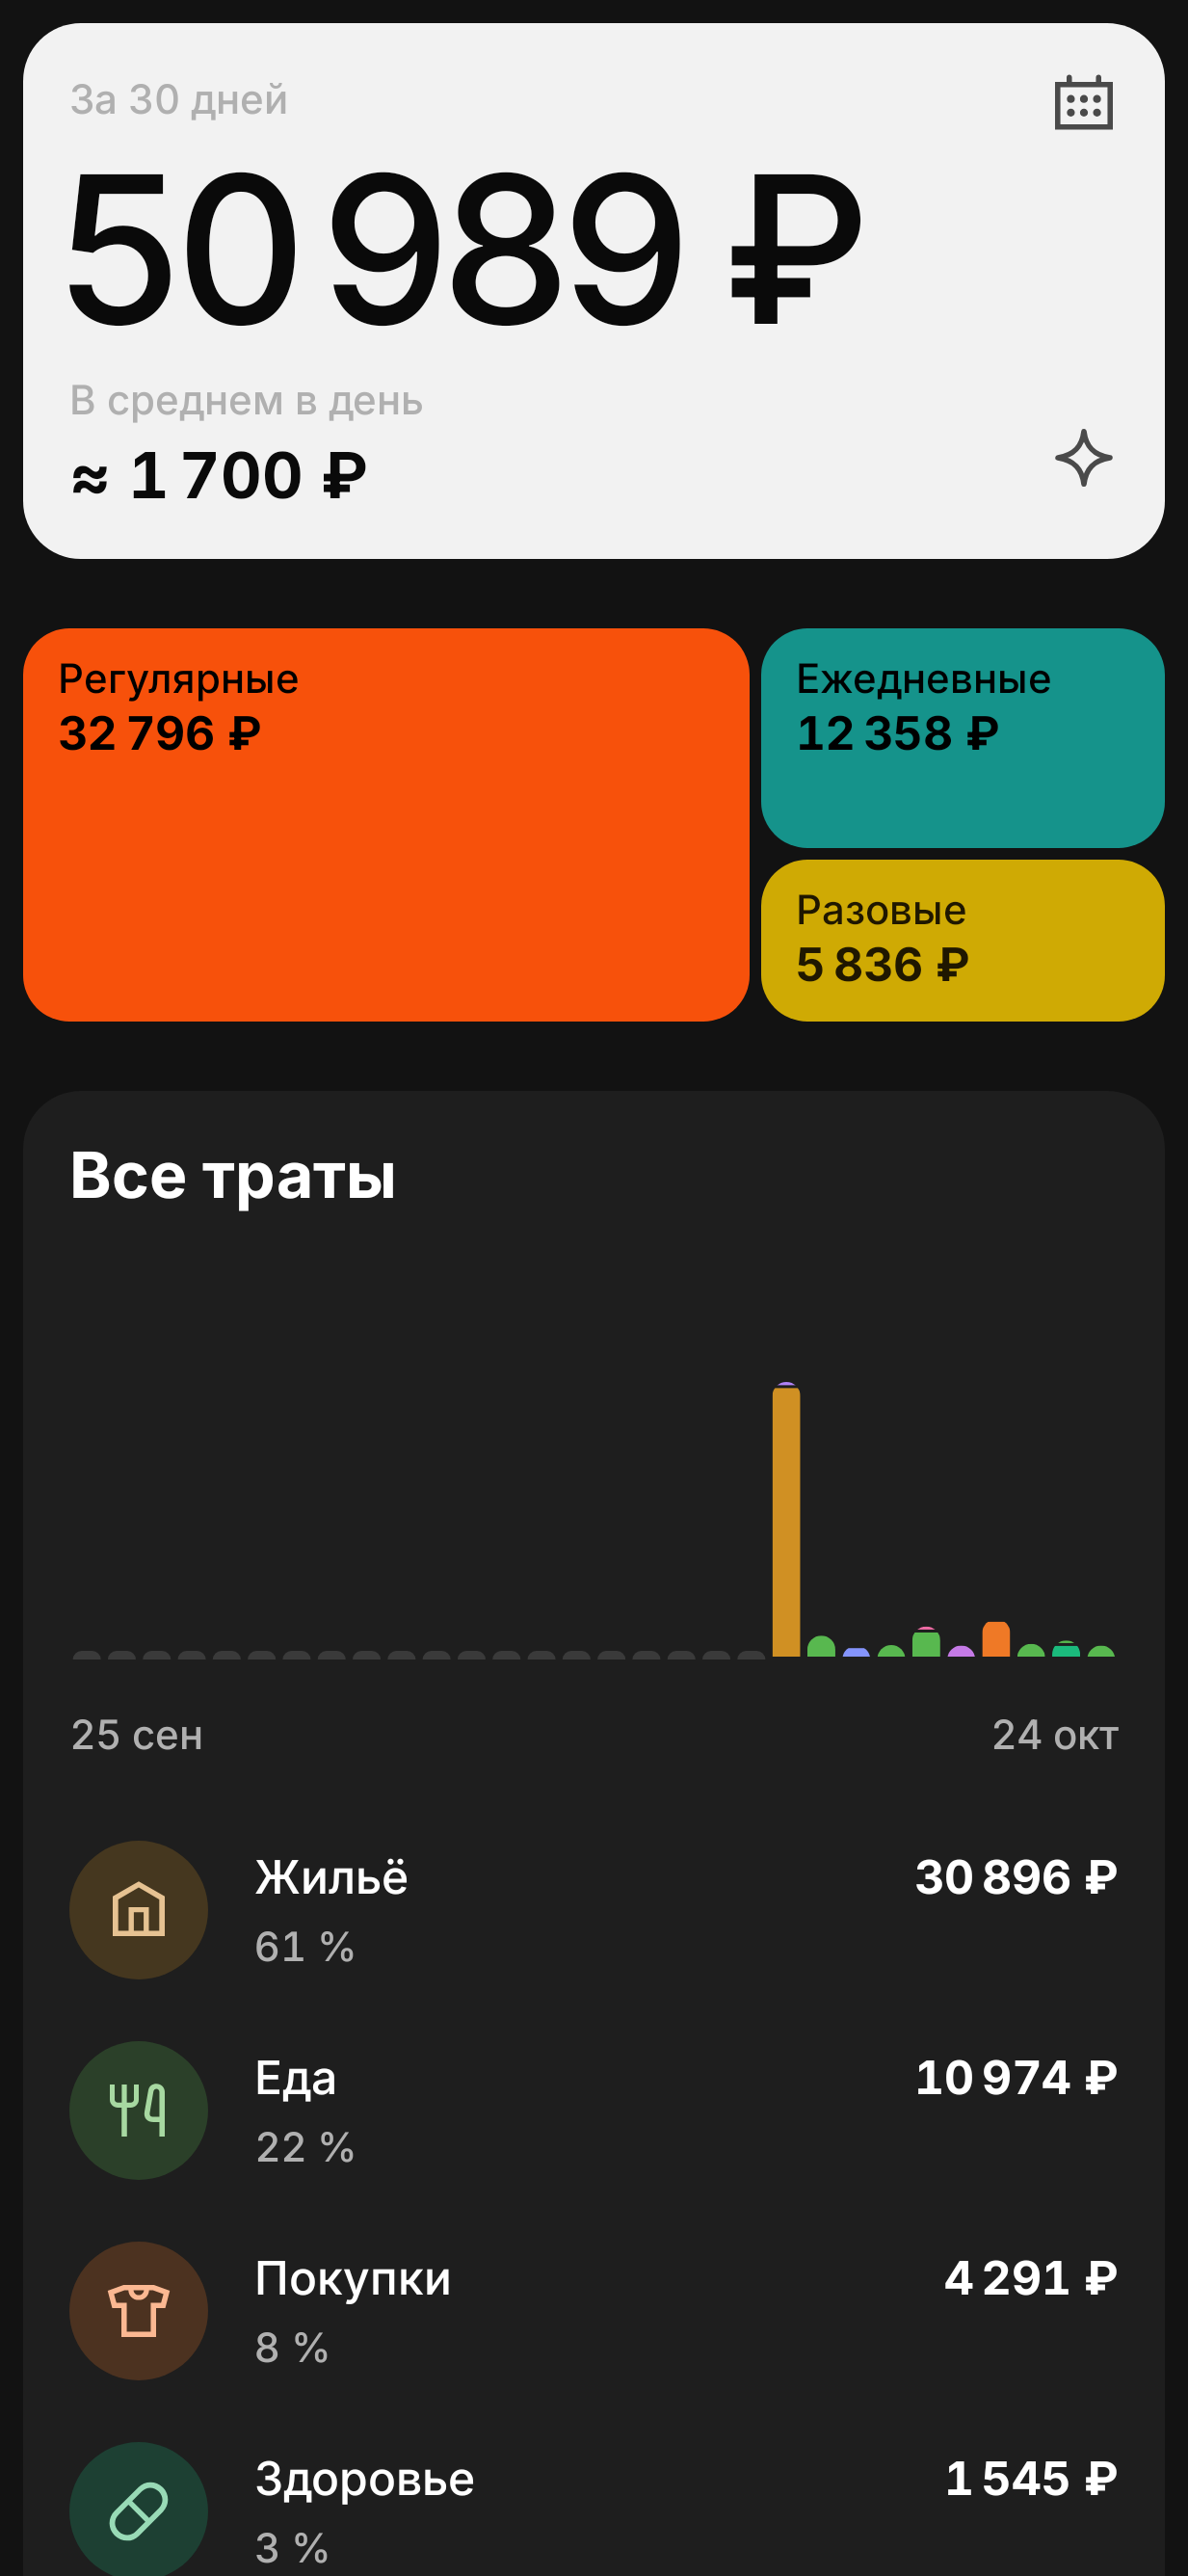 За 30 дней
50 989 ₽
В среднем в день
≈ 1 700 ₽
Регулярные
32 796 ₽
Ежедневные
12 358 ₽
Разовые
5 836 ₽
Все траты
25 сен
24 окт
Жильё
30 896 ₽
61 %
Еда
10 974 ₽
22 %
Покупки
4 291 ₽
8 %
Здоровье
1 545 ₽
3 %